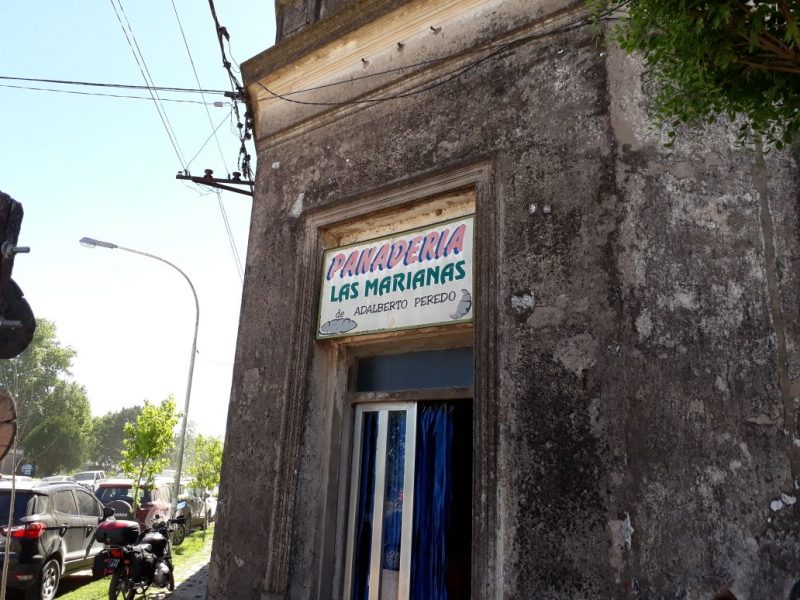 PANADERIA
LAS MARIANAS
de ADALBERTO PEREDO